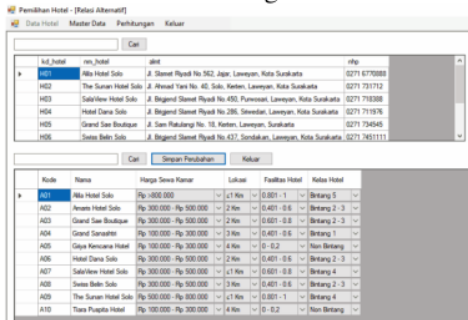 Pemilihan Hotel - [Relasi Alternatif]
Data Hotel Master Data Perhitungan Keluar
Cari
kd_hotel nm_hotel almt nhp
H01 Alila Hotel Solo Jl. Slamet Riyadi No.562, Jajar, Laweyan, Kota Surakarta 0271 6770888
H02 The Sunan Hotel Solo Jl. Ahmad Yani No. 40, Solo, Kerten, Laweyan, Kota Surakarta 0271 731712
H03 SalaView Hotel Solo Jl. Brigjend Slamet Riyadi No.450, Purwosari, Laweyan, Kota Surakarta 0271 718388
H04 Hotel Dana Solo Jl. Brigjend Slamet Riyadi No.286, Sriwedari, Laweyan, Kota Surakarta 0271 711976
H05 Grand Sae Boutique Jl. Sam Ratulangi No. 18, Kerten, Laweyan, Surakarta 0271 734545
H06 Swiss Belin Solo Jl. Brigjend Slamet Riyadi No.437, Sondakan, Laweyan, Kota Surakarta 0271 7451111
Cari Simpan Perubahan Keluar
Kode Nama Harga Sewa Kamar Lokasi Fasilitas Hotel Kelas Hotel
A01 Alila Hotel Solo Rp >800.000 ≤1 Km 0.801 - 1 Bintang 5
A02 Amaris Hotel Solo Rp 300.000 - Rp 500.000 2 Km 0,401 - 0.6 Bintang 2 - 3
A03 Grand Sae Boutique Rp 300.000 - Rp 500.000 2 Km 0.601 - 0.8 Bintang 2 - 3
A04 Grand Sarashtri Rp 100.000 - Rp 300.000 3 Km 0,401 - 0.6 Bintang 1
A05 Griya Kencana Hotel Rp 100.000 - Rp 300.000 4 Km 0 - 0,2 Non Bintang
A06 Hotel Dana Solo Rp 300.000 - Rp 500.000 2 Km 0,401 - 0.6 Bintang 2 - 3
A07 SalaView Hotel Solo Rp 300.000 - Rp 500.000 ≤1 Km 0.601 - 0.8 Bintang 4
A08 Swiss Belin Solo Rp 300.000 - Rp 500.000 3 Km 0,401 - 0.6 Bintang 2 - 3
A09 The Sunan Hotel Solo Rp 500.000 - Rp 800.000 ≤1 Km 0.801 - 1 Bintang 4
A10 Tiara Puspita Hotel Rp 100.000 - Rp 300.000 4 Km 0 - 0,2 Non Bintang